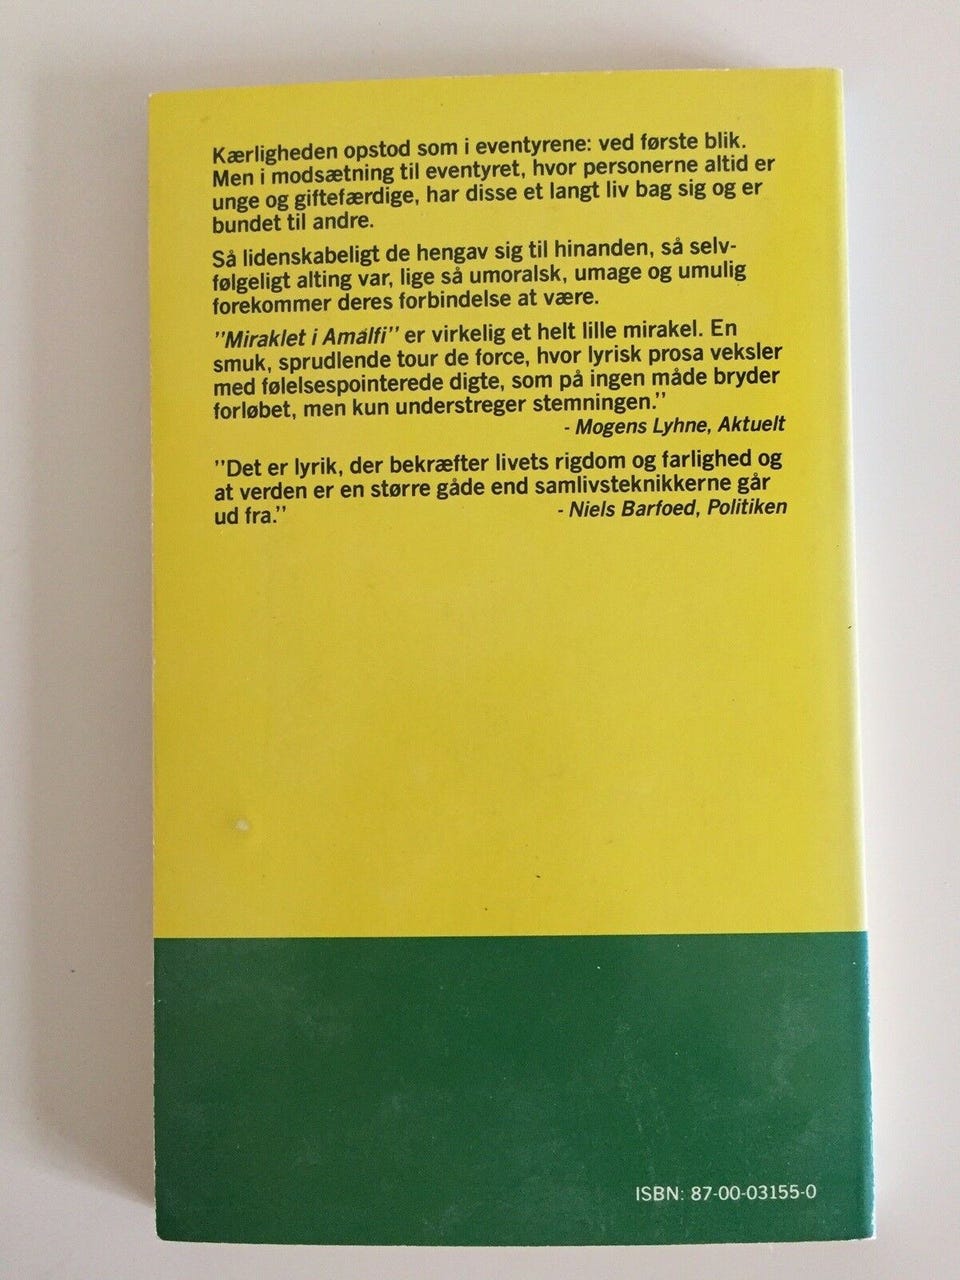 Kærligheden opstod som i eventyrene: ved første blik.
Men i modsætning til eventyret, hvor personerne altid er
unge og giftefærdige, har disse et langt liv bag sig og er
bundet til andre.
Så lidenskabeligt de hengav sig til hinanden, så selv-
følgeligt alting var, lige så umoralsk, umage og umulig
forekommer deres forbindelse at være.
"Miraklet i Amálfi" er virkelig et helt lille mirakel. En
smuk, sprudlende tour de force, hvor lyrisk prosa veksler
med følelsespointerede digte, som på ingen måde bryder
forløbet, men kun understreger stemningen."
- Mogens Lyhne, Aktuelt
"Det er lyrik, der bekræfter livets rigdom og farlighed og
at verden er en større gåde end samlivsteknikkerne går
ud fra." - Niels Barfoed, Politiken
ISBN: 87-00-03155-0